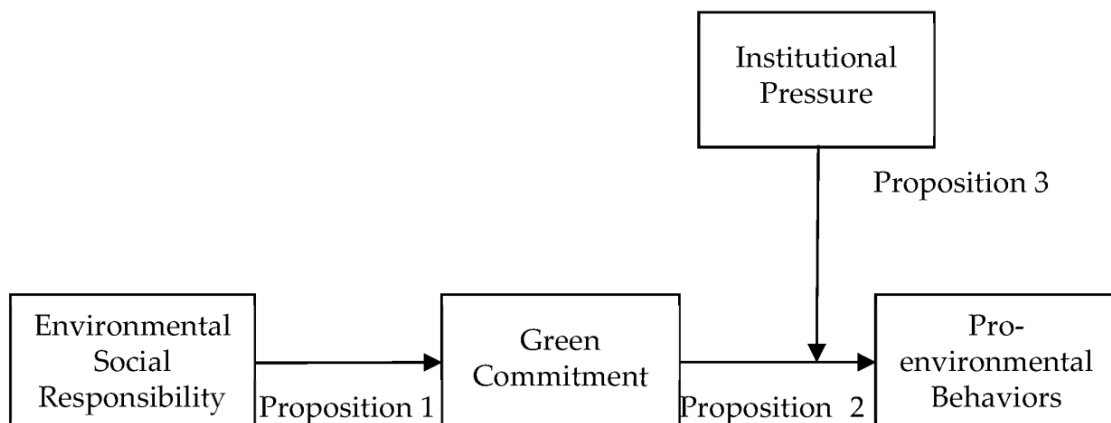 Institutional
Pressure
Proposition 3
Environmental
Social
Responsibility
Proposition 1
Green
Commitment
Proposition 2
Pro-
environmental
Behaviors